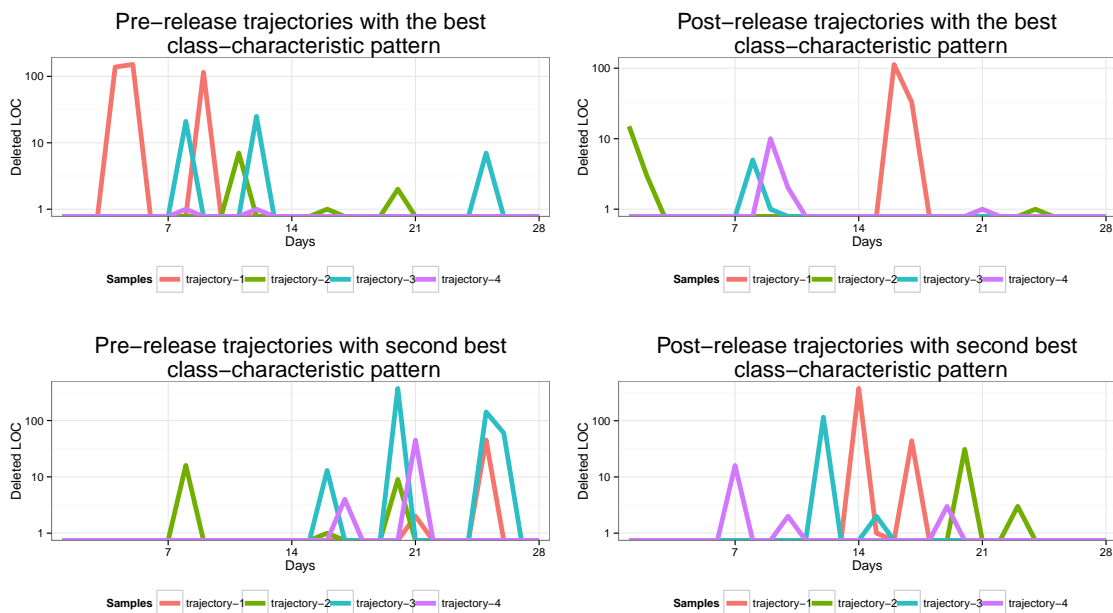 Pre−release trajectories with the best
class−characteristic pattern
Deleted LOC
100
10
1
7
14
21
28
Days
Samples trajectory−1 trajectory−2 trajectory−3 trajectory−4
Post−release trajectories with the best
class−characteristic pattern
Deleted LOC
100
10
1
7
14
21
28
Days
Samples trajectory−1 trajectory−2 trajectory−3 trajectory−4
Pre−release trajectories with second best
class−characteristic pattern
Deleted LOC
100
10
1
7
14
21
28
Days
Samples trajectory−1 trajectory−2 trajectory−3 trajectory−4
Post−release trajectories with second best
class−characteristic pattern
Deleted LOC
100
10
1
7
14
21
28
Days
Samples trajectory−1 trajectory−2 trajectory−3 trajectory−4